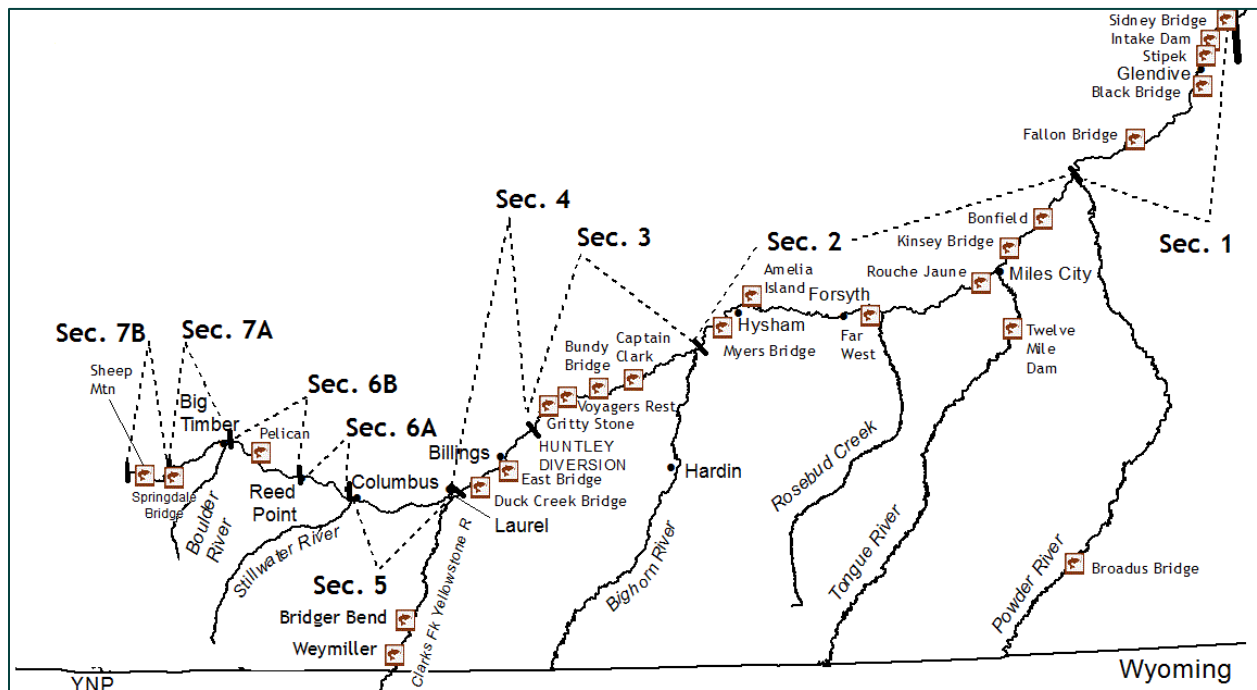 Sidney Bridge
Intake Dam
Stipek
Glendive
Black Bridge
Fallon Bridge
Sec. 4
Sec. 3
Sec. 2
Bonfield
Kinsey Bridge
Sec. 1
Amelia
Island
Forsyth
Rouche Jaune
Miles City
Sec. 7B
Sec. 7A
Hysham
Myers Bridge
Far
West
Twelve
Mile
Dam
Sheep
Mtn
Captain
Clark
Bundy
Bridge
Big
Timber
Sec. 6B
Voyagers Rest
Gritty Stone
Pelican
Sec. 6A
HUNTLEY
DIVERSION
Billings
East Bridge
Hardin
Springdale
Bridge
Reed
Point
Columbus
Duck Creek Bridge
Laurel
Boulder
River
Stillwater River
Sec. 5
Clarks Fk Yellowstone R
Bighorn River
Rosebud Creek
Tongue River
Powder River
Broadus Bridge
Bridger Bend
Weymiller
YNP
Wyoming